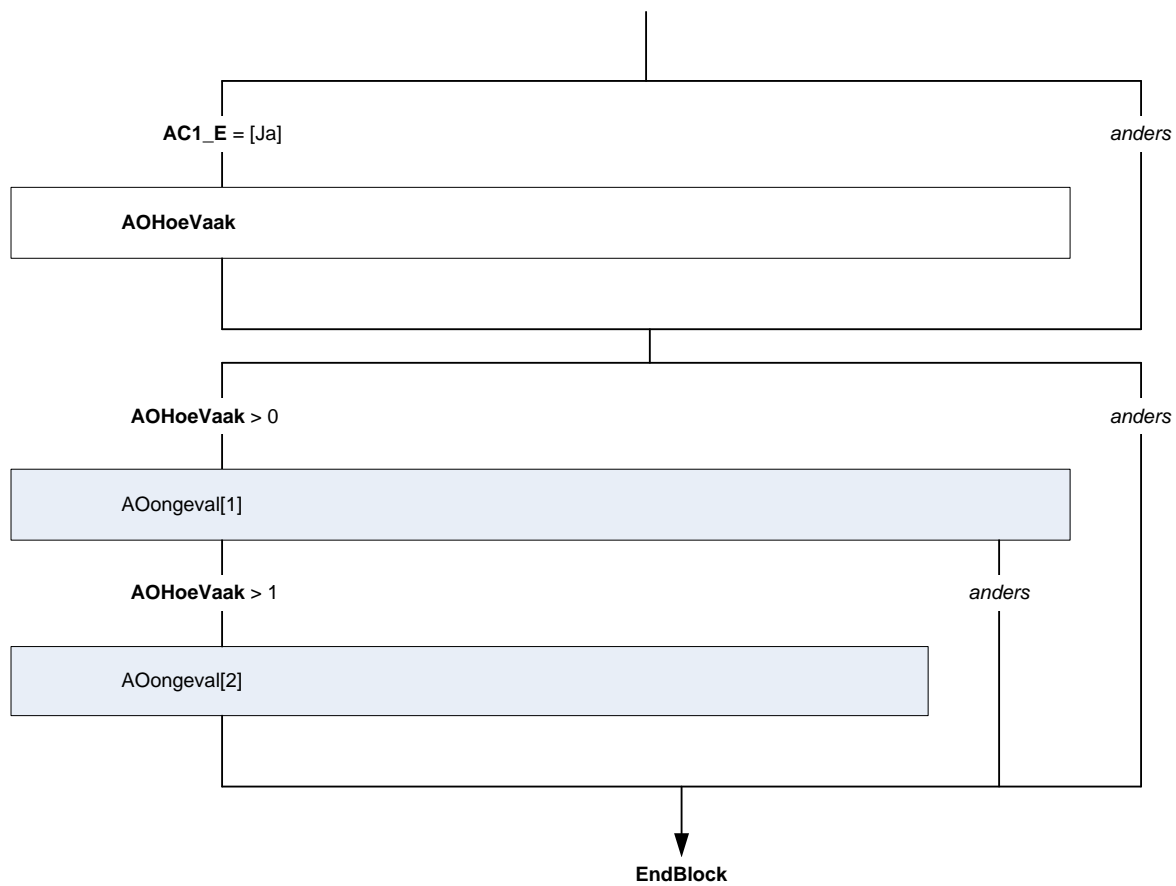 AC1_E = [Ja]
anders
AOHoeVaak
AOHoeVaak > 0
anders
AOongeval[1]
AOHoeVaak > 1
anders
AOongeval[2]
EndBlock